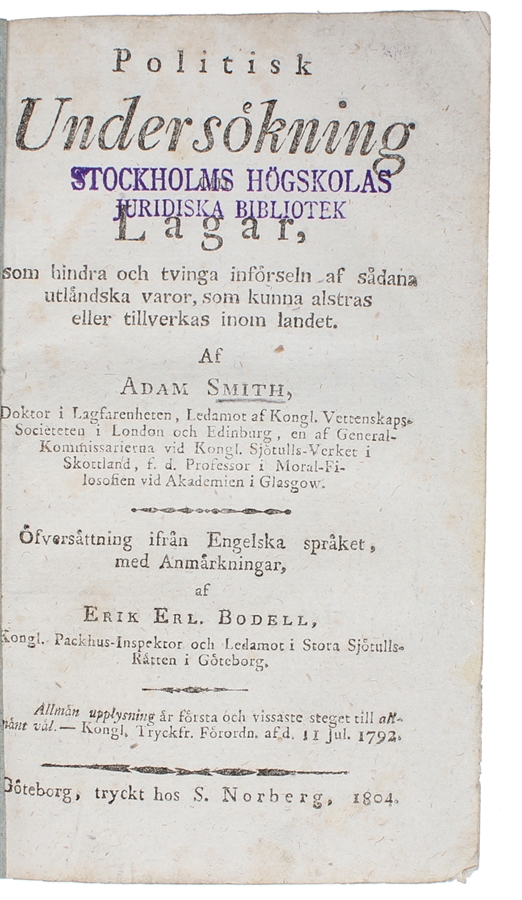 Politisk
Undersökning
om
STOCKHOLMS HÖGSKOLAS
JURIDISKA BIBLIOTEK
Lagar,
som hindra och tvinga införseln af sådana
utländska varor, som kunna alstras
eller tillverkas inom landet.
Af
ADAM SMITH,
Doktor i Lagfarenheten, Ledamot af Kongl. Vettenskaps-
Societeten i London och Edinburg, en af General-
Kommissarierna vid Kongl. Sjötulls-Verket i
Skottland, f. d. Professor i Moral-Fi-
losofien vid Akademien i Glasgow.
Öfversåttning ifrån Engelska språket,
med Anmärkningar,
af
ERIK ERL. BODELL,
Kongl. Packhus-Inspektor och Ledamot i Stora Sjötulls-
Rätten i Göteborg.
Allmän upplysning är första och vissaste steget till all-
mänt väl. — Kongl. Tryckfr. Förordn. af d. 11 Jul. 1792.
Göteborg, tryckt hos S. Norberg, 1804.